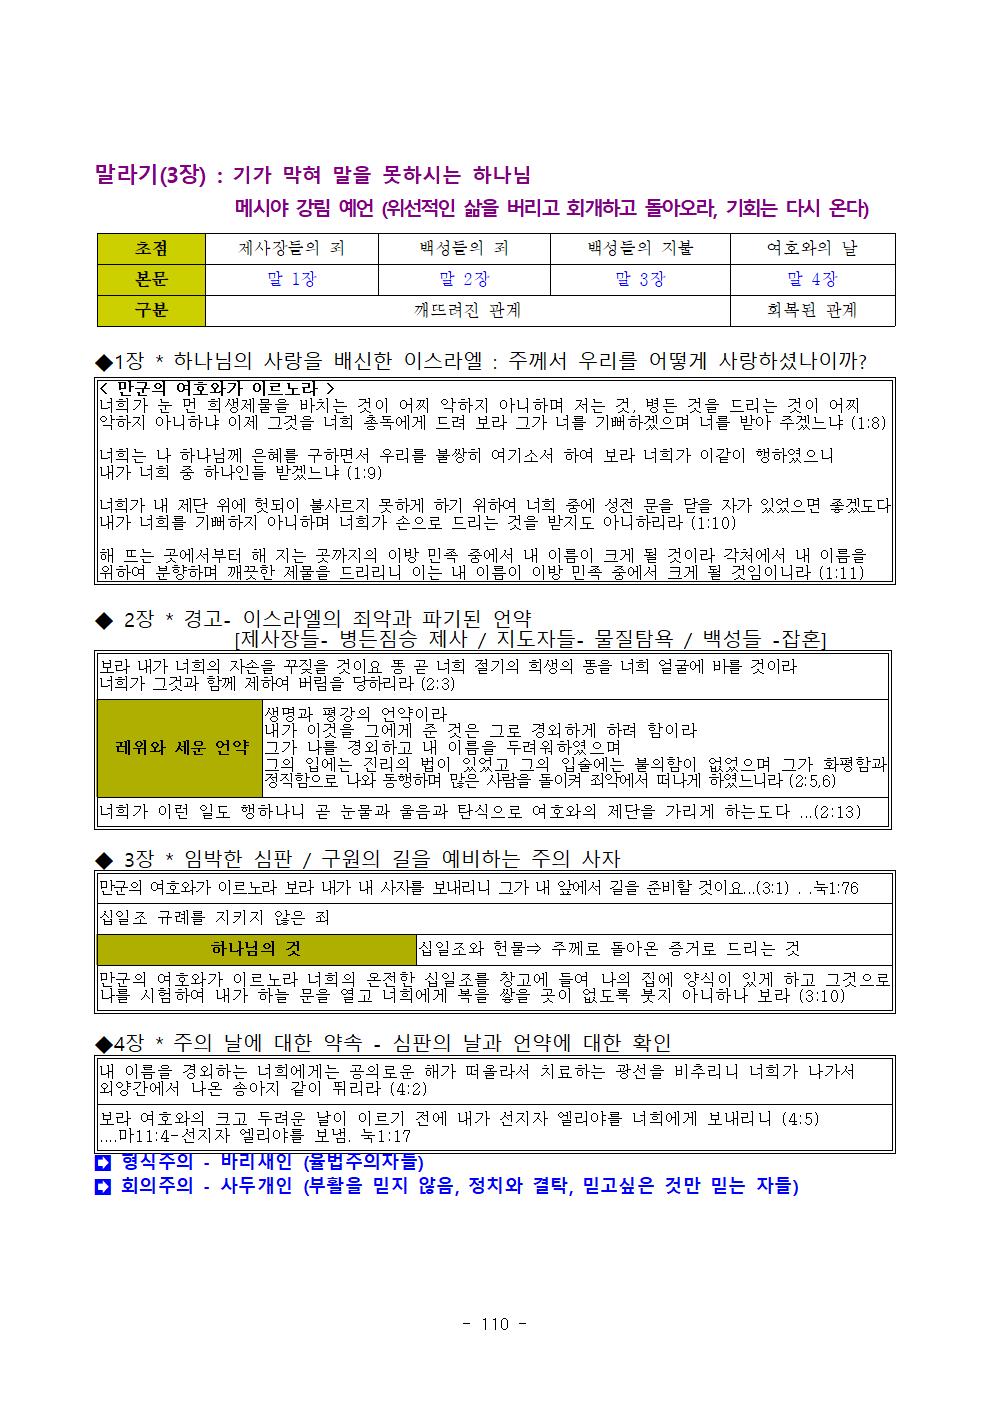 말라기(3장) : 기가 막혀 말을 못하시는 하나님
메시야 강림 예언 (위선적인 삶을 버리고 회개하고 돌아오라, 기회는 다시 온다)
초점 제사장들의 죄 백성들의 죄 백성들의 지불 여호와의 날
본문 말 1장 말 2장 말 3장 말 4장
구분 깨뜨려진 관계 회복된 관계
◆1장 * 하나님의 사랑을 배신한 이스라엘 : 주께서 우리를 어떻게 사랑하셨나이까?
< 만군의 여호와가 이르노라 >
너희가 눈 먼 희생제물을 바치는 것이 어찌 악하지 아니하며 저는 것, 병든 것을 드리는 것이 어찌
악하지 아니하냐 이제 그것을 너희 총독에게 드려 보라 그가 너를 기뻐하겠으며 너를 받아 주겠느냐 (1:8)
너희는 나 하나님께 은혜를 구하면서 우리를 불쌍히 여기소서 하여 보라 너희가 이같이 행하였으니
내가 너희 중 하나인들 받겠느냐 (1:9)
너희가 내 제단 위에 헛되이 불사르지 못하게 하기 위하여 너희 중에 성전 문을 닫을 자가 있었으면 좋겠도다
내가 너희를 기뻐하지 아니하며 너희가 손으로 드리는 것을 받지도 아니하리라 (1:10)
해 뜨는 곳에서부터 해 지는 곳까지의 이방 민족 중에서 내 이름이 크게 될 것이라 각처에서 내 이름을
위하여 분향하며 깨끗한 제물을 드리리니 이는 내 이름이 이방 민족 중에서 크게 될 것임이니라 (1:11)
◆ 2장 * 경고- 이스라엘의 죄악과 파기된 언약
[제사장들- 병든짐승 제사 / 지도자들- 물질탐욕 / 백성들 -잡혼]
보라 내가 너희의 자손을 꾸짖을 것이요 똥 곧 너희 절기의 희생의 똥을 너희 얼굴에 바를 것이라
너희가 그것과 함께 제하여 버림을 당하리라 (2:3)
생명과 평강의 언약이라
내가 이것을 그에게 준 것은 그로 경외하게 하려 함이라
레위와 세운 언약 그가 나를 경외하고 내 이름을 두려워하였으며
그의 입에는 진리의 법이 있었고 그의 입술에는 불의함이 없었으며 그가 화평함과
정직함으로 나와 동행하며 많은 사람을 돌이켜 죄악에서 떠나게 하였느니라 (2:5,6)
너희가 이런 일도 행하나니 곧 눈물과 울음과 탄식으로 여호와의 제단을 가리게 하는도다 ...(2:13)
◆ 3장 * 임박한 심판 / 구원의 길을 예비하는 주의 사자
만군의 여호와가 이르노라 보라 내가 내 사자를 보내리니 그가 내 앞에서 길을 준비할 것이요...(3:1) . .눅1:76
십일조 규례를 지키지 않은 죄
하나님의 것 십일조와 헌물⇒ 주께로 돌아온 증거로 드리는 것
만군의 여호와가 이르노라 너희의 온전한 십일조를 창고에 들여 나의 집에 양식이 있게 하고 그것으로
나를 시험하여 내가 하늘 문을 열고 너희에게 복을 쌓을 곳이 없도록 붓지 아니하나 보라 (3:10)
◆4장 * 주의 날에 대한 약속 - 심판의 날과 언약에 대한 확인
내 이름을 경외하는 너희에게는 공의로운 해가 떠올라서 치료하는 광선을 비추리니 너희가 나가서
외양간에서 나온 송아지 같이 뛰리라 (4:2)
보라 여호와의 크고 두려운 날이 이르기 전에 내가 선지자 엘리야를 너희에게 보내리니 (4:5)
....마11:4-선지자 엘리야를 보냄. 눅1:17
➡ 형식주의 - 바리새인 (율법주의자들)
➡ 회의주의 - 사두개인 (부활을 믿지 않음, 정치와 결탁, 믿고싶은 것만 믿는 자들)
- 110 -